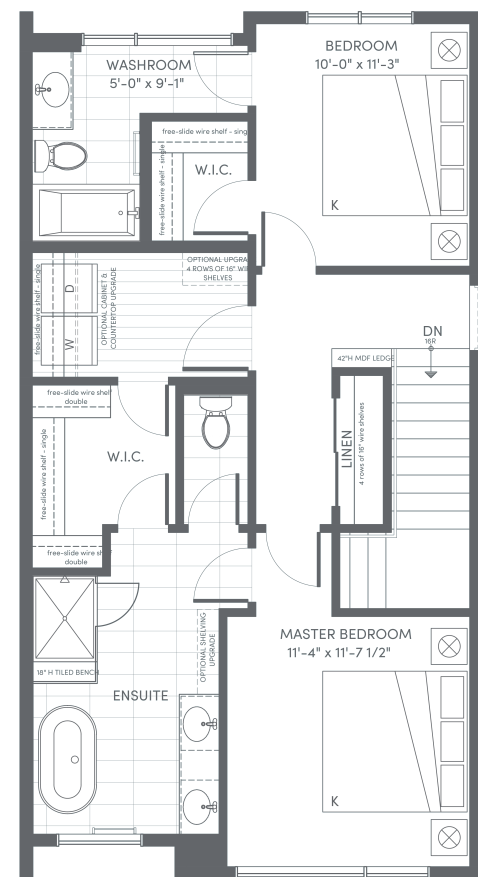 WASHROOM
5'-0" x 9'-1"
BEDROOM
10'-0" x 11'-3"
free-slide wire shelf - sing
free-slide wire shelf - single
W.I.C.
K
OPTIONAL UPGRA
4 ROWS OF 16" WI
SHELVES
free-slide wire shelf - single
D
W
OPTIONAL CABINET &
COUNTERTOP UPGRADE
DN
16R
42"H MDF LEDGE
LINEN
4 rows of 16" wire shelves
free-slide wire shelf
double
free-slide wire shelf - single
W.I.C.
free-slide wire shelf
double
OPTIONAL SHELVING
UPGRADE
18" H TILED BENCH
ENSUITE
MASTER BEDROOM
11'-4" x 11'-7 1/2"
K